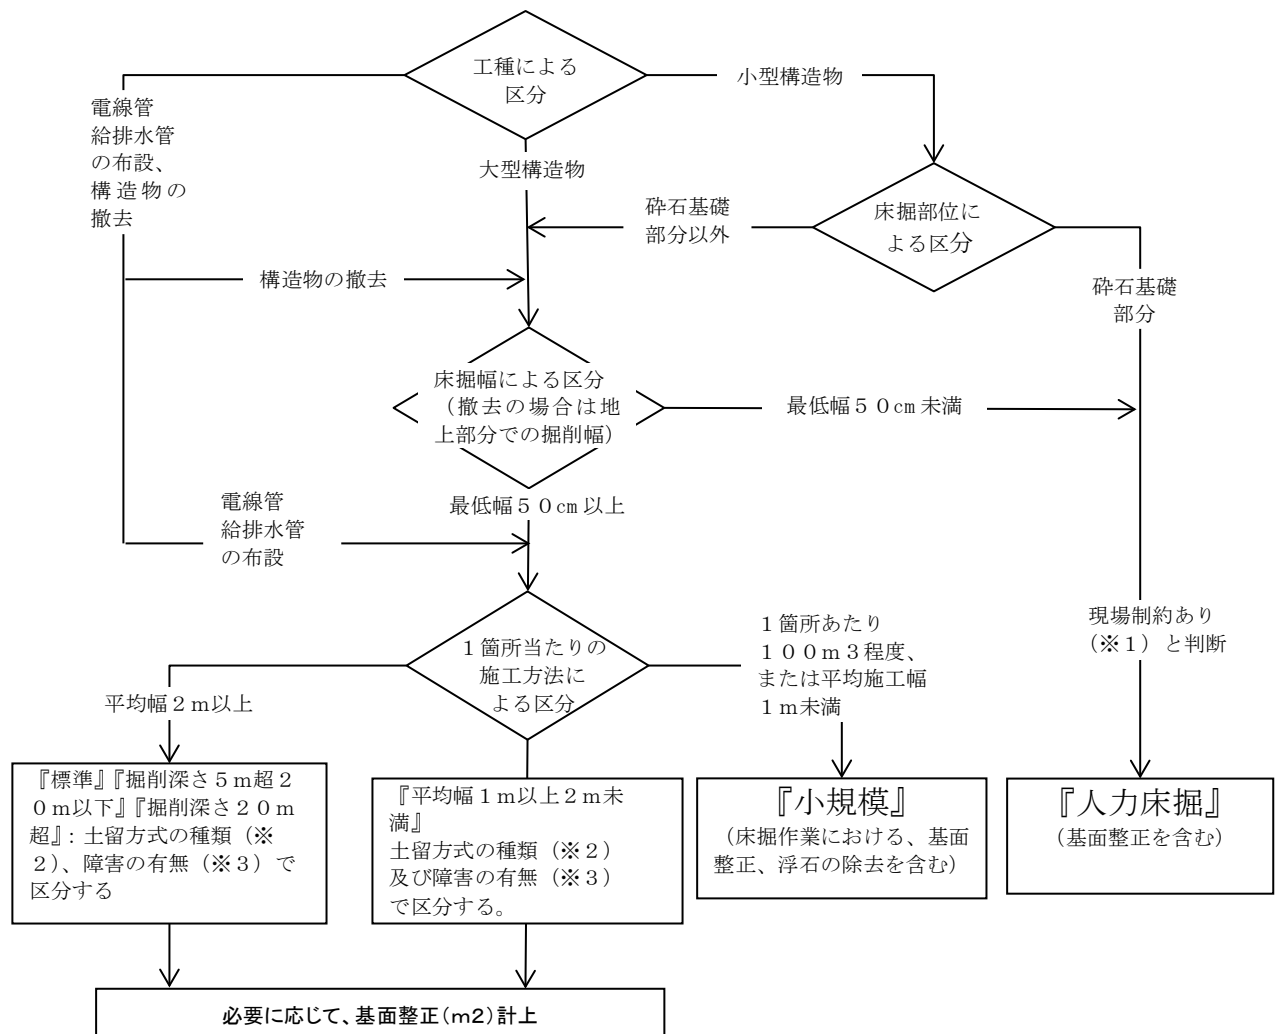 工種による
区分
小型構造物
電線管
給排水管
の布設、
構造物の
撤去
大型構造物
砕石基礎
部分以外
床掘部位に
よる区分
構造物の撤去
砕石基礎
部分
床掘幅による区分
（撤去の場合は地
上部分での掘削幅）
最低幅５０㎝未満
電線管
給排水管
の布設
最低幅５０㎝以上
１箇所当たりの
施工方法に
よる区分
１箇所あたり
１００ｍ３程度、
または平均施工幅
１ｍ未満
現場制約あり
（※１）と判断
平均幅２ｍ以上
『標準』『掘削深さ５ｍ超２
０ｍ以下』『掘削深さ２０ｍ
超』：土留方式の種類（※
２）、障害の有無（※３）で
区分する
『平均幅１ｍ以上２ｍ未
満』
土留方式の種類（※２）
及び障害の有無（※３）
で区分する。
『小規模』
（床掘作業における、基面
整正、浮石の除去を含む）
『人力床掘』
（基面整正を含む）
必要に応じて、基面整正（ｍ２）計上